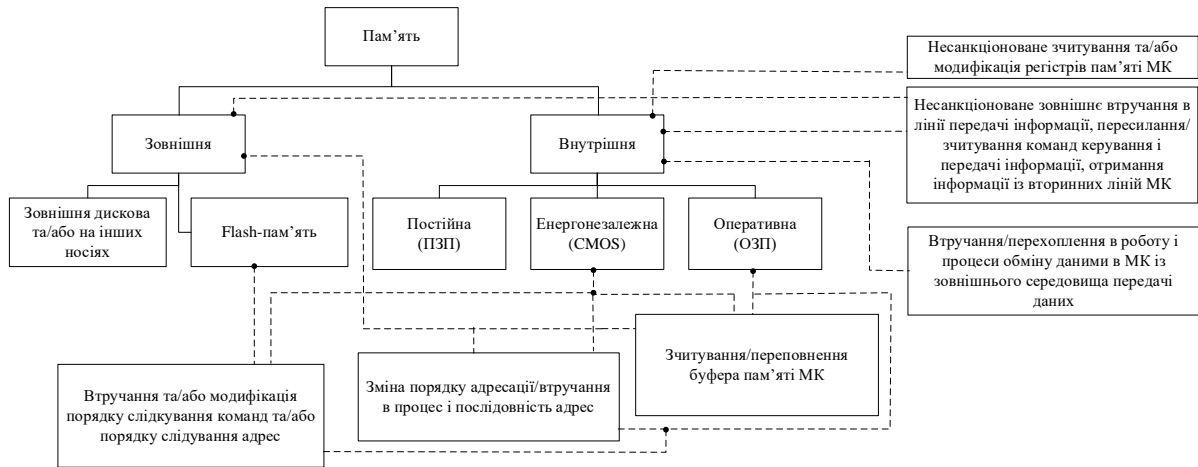 Пам’ять
Несанкціоноване зчитування та/або
модифікація регістрів пам’яті МК
Несанкціоноване зовнішнє втручання в
лінії передачі інформації, пересилання/
зчитування команд керування і
передачі інформації, отримання
інформації із вторинних ліній МК
Зовнішня
Внутрішня
Зовнішня дискова
та/або на інших
носіях
Flash-пам’ять
Постійна
(ПЗП)
Енергонезалежна
(CMOS)
Оперативна
(ОЗП)
Втручання/перехоплення в роботу і
процеси обміну даними в МК із
зовнішнього середовища передачі
даних
Втручання та/або модифікація
порядку слідкування команд та/або
порядку слідування адрес
Зміна порядку адресації/втручання
в процес і послідовність адрес
Зчитування/переповнення
буфера пам’яті МК